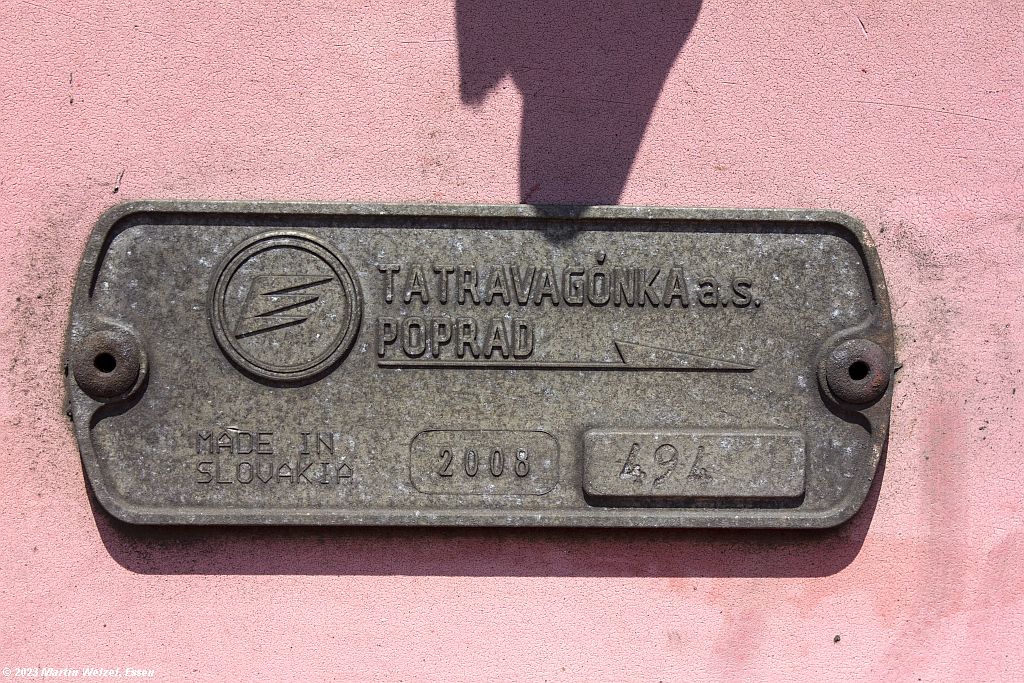 TATRAVAGÓNKA a.s.
POPRAD
MADE IN
SLOVAKIA
2008
494
© 2023 Martin Welzel, Essen